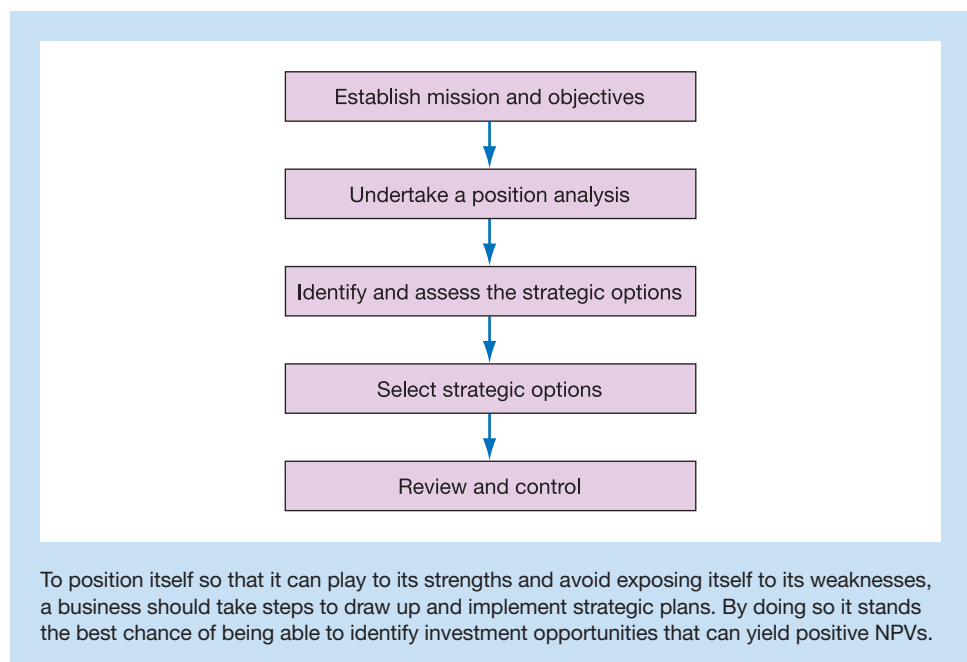 Establish mission and objectives
Undertake a position analysis
Identify and assess the strategic options
Select strategic options
Review and control
To position itself so that it can play to its strengths and avoid exposing itself to its weaknesses,
a business should take steps to draw up and implement strategic plans. By doing so it stands
the best chance of being able to identify investment opportunities that can yield positive NPVs.